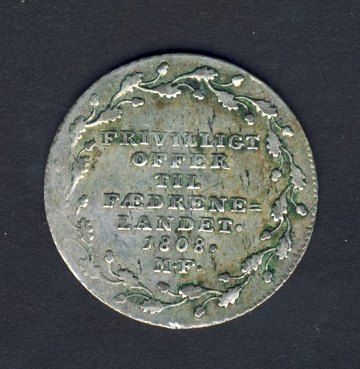 FRIVILLIGT
OFFER
TIL
FÆDRENE=
LANDET.
1808.
M.F.